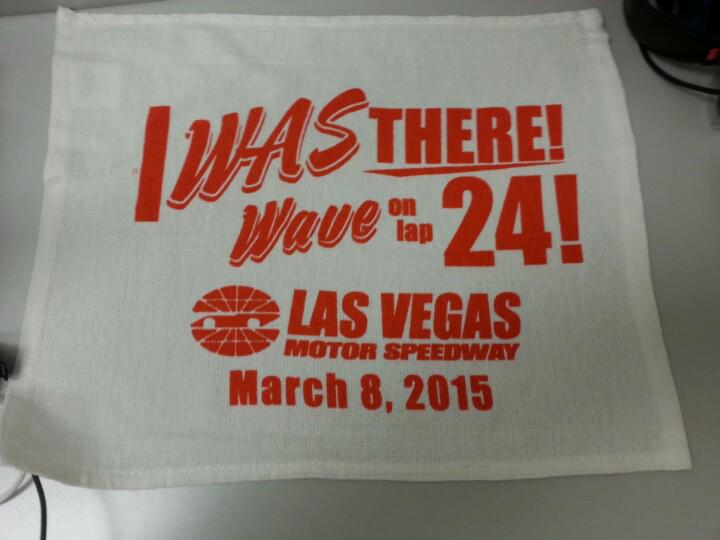 I WAS THERE!
Wave on lap 24!
LAS VEGAS
MOTOR SPEEDWAY
March 8, 2015